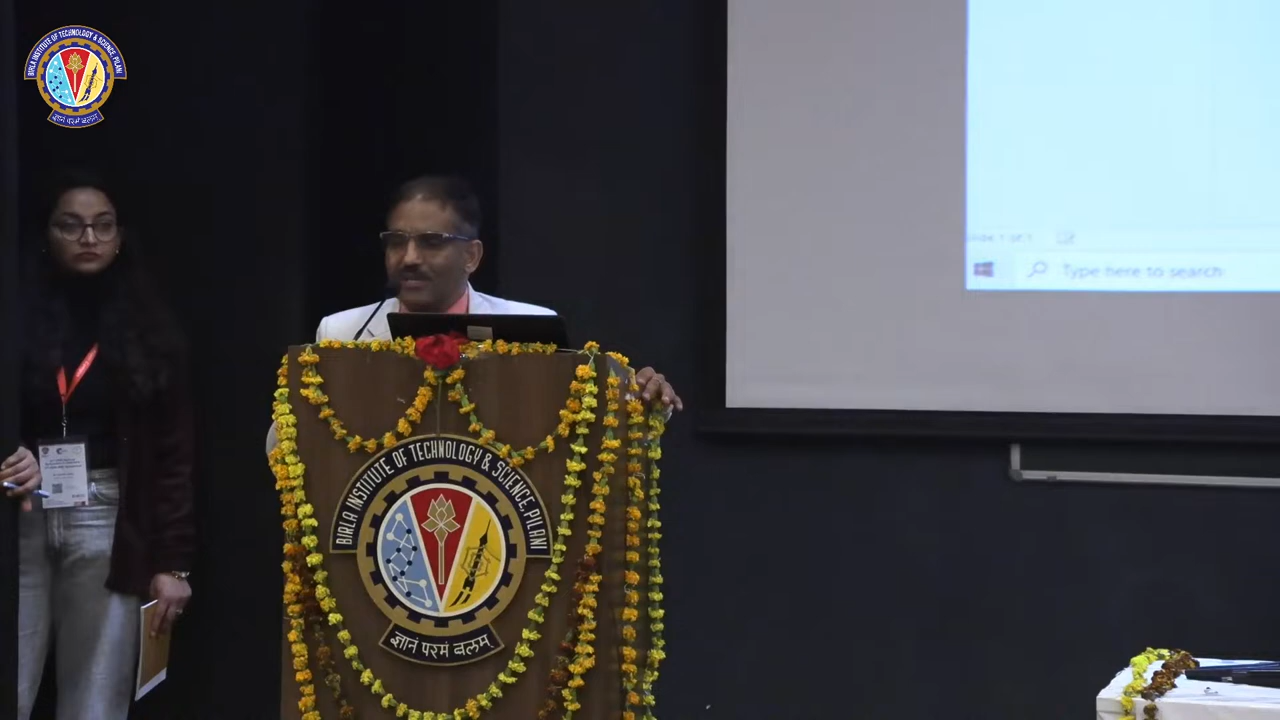 BIRLA INSTITUTE OF TECHNOLOGY & SCIENCE, PILANI
ज्ञानं परमं बलम्
Type here to search
BIRLA INSTITUTE OF TECHNOLOGY & SCIENCE, PILANI
ज्ञानं परमं बलम्